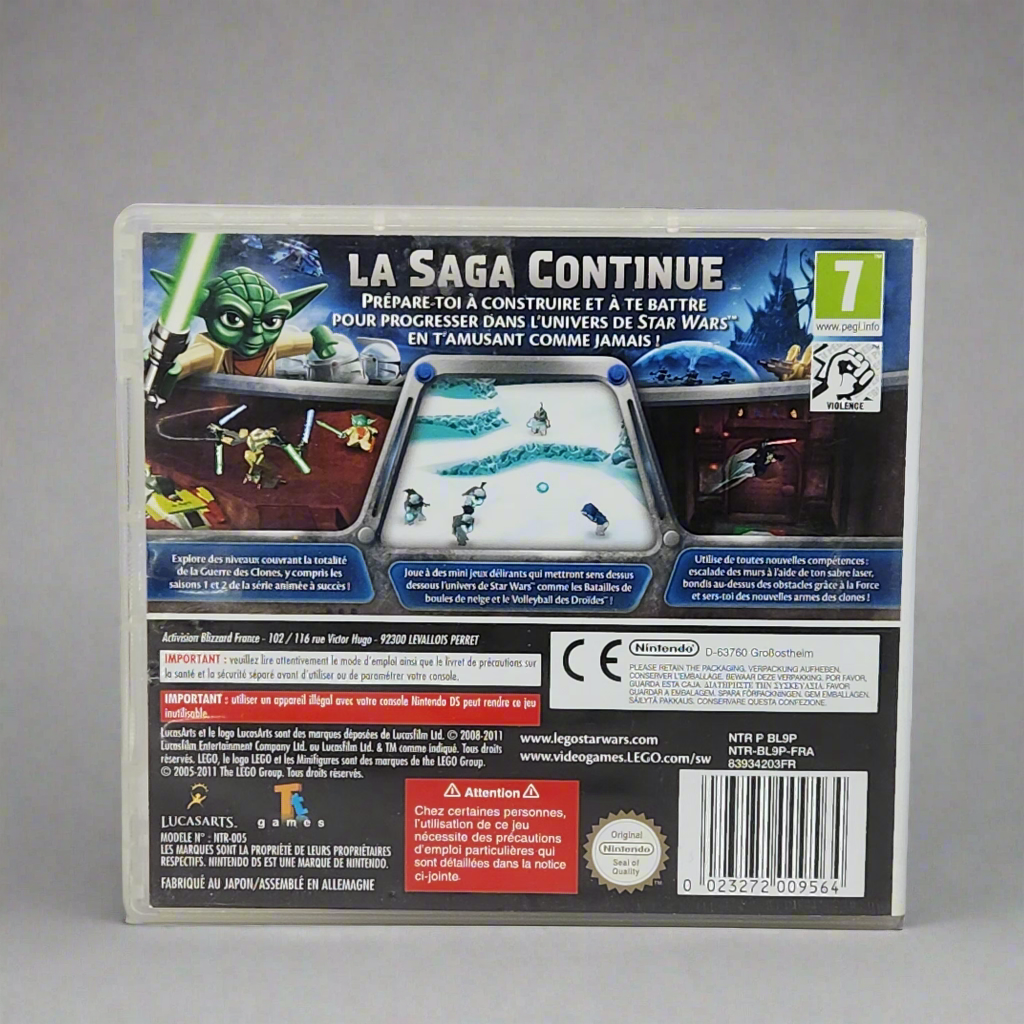 LA SAGA CONTINUE
PRÉPARE-TOI À CONSTRUIRE ET À TE BATTRE
POUR PROGRESSER DANS L'UNIVERS DE STAR WARS™
EN T'AMUSANT COMME JAMAIS !
7
www.pegi.info
VIOLENCE
Explore des niveaux couvrant la totalité
de la Guerre des Clones, y compris les
saisons 1 et 2 de la série animée à succès !
Joue à des mini jeux délirants qui mettront sens dessus
dessous l'univers de Star Wars™ comme les Batailles de
boules de neige et le Volleyball des Droïdes™ !
Utilise de toutes nouvelles compétences :
escalade des murs à l'aide de ton sabre laser,
bondis au-dessus des obstacles grâce à la Force
et sers-toi des nouvelles armes des clones !
Activision Blizzard France - 102 / 116 rue Victor Hugo - 92300 LEVALLOIS PERRET
IMPORTANT : veuillez lire attentivement le mode d'emploi ainsi que le livret de précautions sur
la santé et la sécurité séparé avant d'utiliser ou de paramétrer votre console.
IMPORTANT : utiliser un appareil illégal avec votre console Nintendo DS peut rendre ce jeu
inutilisable.
LucasArts et le logo LucasArts sont des marques déposées de Lucasfilm Ltd. © 2008-2011
Lucasfilm Entertainment Company Ltd. ou Lucasfilm Ltd. & TM comme indiqué. Tous droits
réservés. LEGO, le logo LEGO et les Minifigures sont des marques de the LEGO Group.
© 2005-2011 The LEGO Group. Tous droits réservés.
CE
Nintendo
D-63760 Großostheim
PLEASE RETAIN THE PACKAGING. VERPACKUNG AUFHEBEN.
CONSERVER L'EMBALLAGE. BEWAAR DEZE VERPAKKING. POR FAVOR,
GUARDA ESTA CAJA. ΔΙΑΤΗΡΗΣΤΕ ΤΗΝ ΣΥΣΚΕΥΑΣΙΑ. FAVOR
GUARDAR A EMBALAGEM. SPARA FÖRPACKNINGEN. GEM EMBALLAGEN.
SÄILYTÄ PAKKAUS. CONSERVARE QUESTA CONFEZIONE.
www.legostarwars.com
www.videogames.LEGO.com/sw
NTR P BL9P
NTR-BL9P-FRA
83934203FR
LUCASARTS.
TT games
MODÈLE N° : NTR-005
LES MARQUES SONT LA PROPRIÉTÉ DE LEURS PROPRIÉTAIRES
RESPECTIFS. NINTENDO DS EST UNE MARQUE DE NINTENDO.
FABRIQUÉ AU JAPON/ASSEMBLÉ EN ALLEMAGNE
⚠ Attention ⚠
Chez certaines personnes,
l'utilisation de ce jeu
nécesite des précautions
d'emploi particulières qui
sont détaillées dans la notice
ci-jointe.
Original
Nintendo
Seal of
Quality
™
0 023272 009564